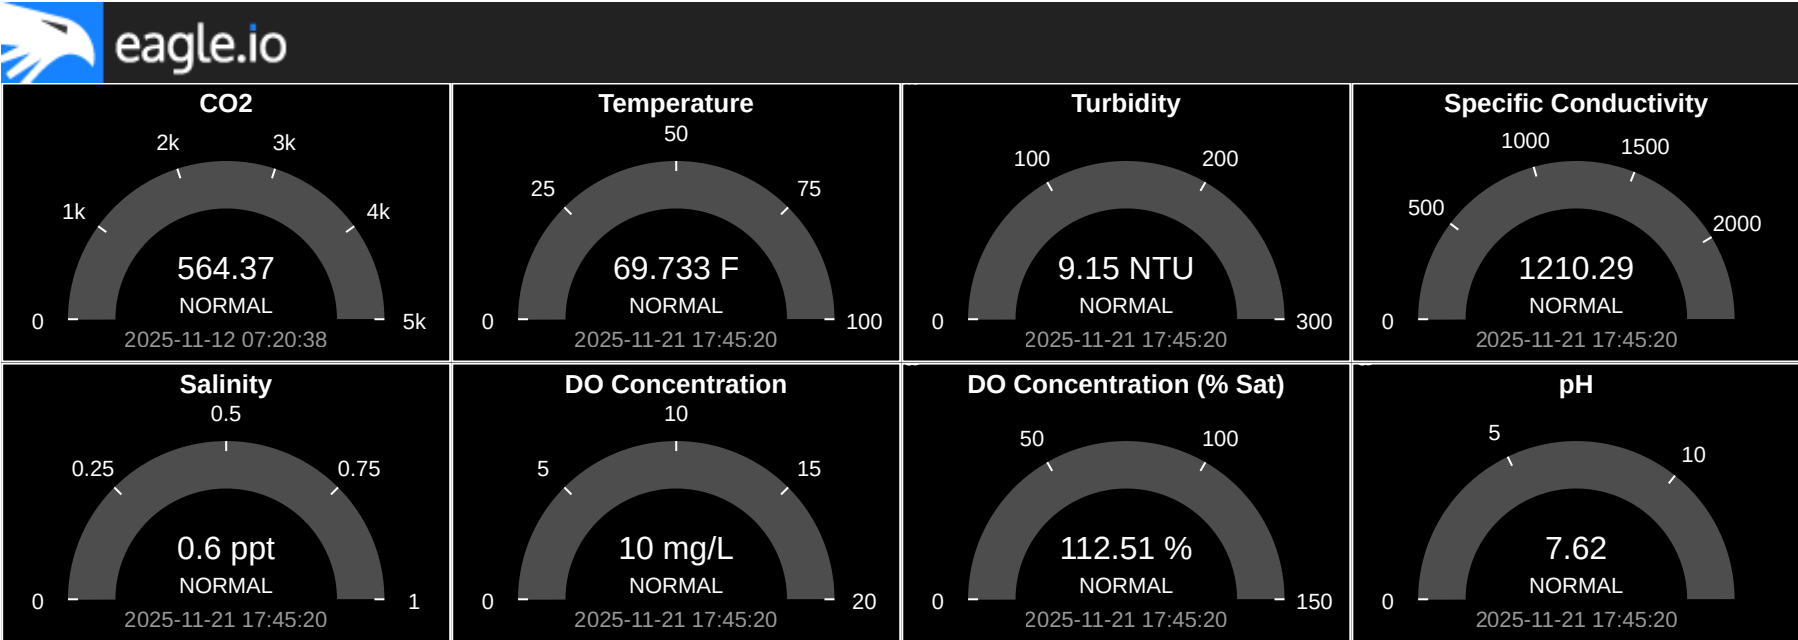 eagle.io
CO2
2k 3k
1k 4k
564.37
NORMAL
0 5k
2025-11-12 07:20:38
Temperature
50
25 75
69.733 F
NORMAL
0 100
2025-11-21 17:45:20
Turbidity
100 200
9.15 NTU
NORMAL
0 300
2025-11-21 17:45:20
Specific Conductivity
1000 1500
500 2000
1210.29
NORMAL
0
2025-11-21 17:45:20
Salinity
0.5
0.25 0.75
0.6 ppt
NORMAL
0 1
2025-11-21 17:45:20
DO Concentration
10
5 15
10 mg/L
NORMAL
0 20
2025-11-21 17:45:20
DO Concentration (% Sat)
50 100
112.51 %
NORMAL
0 150
2025-11-21 17:45:20
pH
5 10
7.62
NORMAL
0
2025-11-21 17:45:20